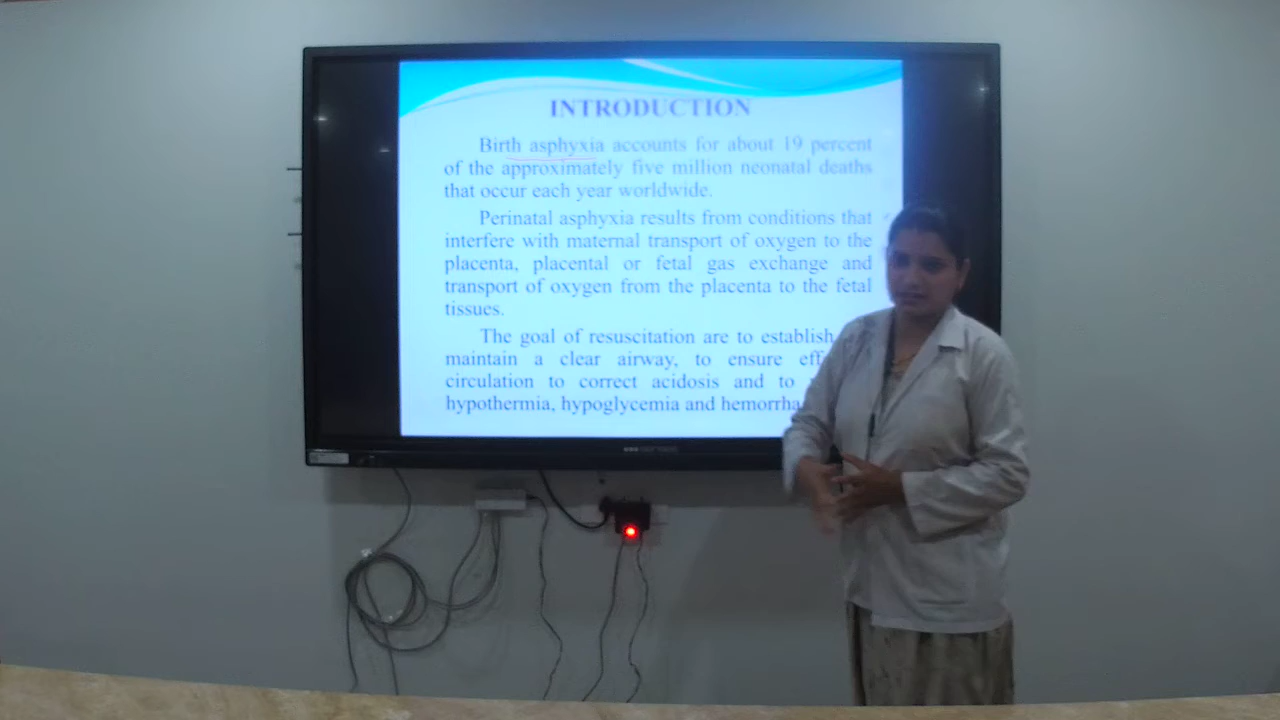 INTRODUCTION
Birth asphyxia accounts for about 19 percent
of the approximately five million neonatal deaths
that occur each year worldwide.
Perinatal asphyxia results from conditions that
interfere with maternal transport of oxygen to the
placenta, placental or fetal gas exchange and
transport of oxygen from the placenta to the fetal
tissues.
The goal of resuscitation are to establish
maintain a clear airway, to ensure
circulation to correct acidosis and to
hypothermia, hypoglycemia and